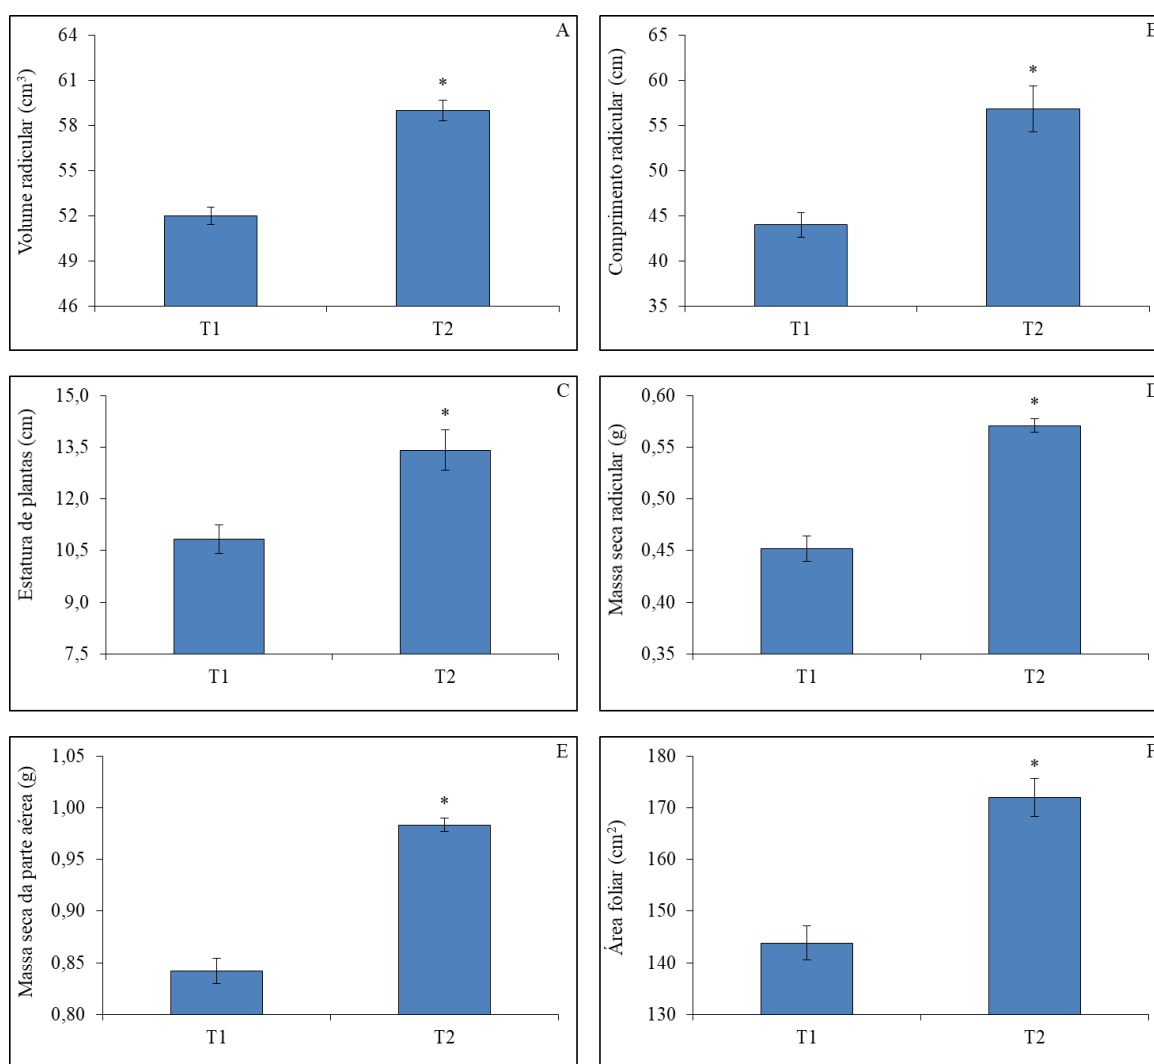 A
Volume radicular (cm³)
64
61
58
55
52
49
46
*
T1 T2
B
Comprimento radicular (cm)
65
60
55
50
45
40
35
*
T1 T2
C
Estatura de plantas (cm)
15,0
13,5
12,0
10,5
9,0
7,5
*
T1 T2
D
Massa seca radicular (g)
0,60
0,55
0,50
0,45
0,40
0,35
*
T1 T2
E
Massa seca da parte aérea (g)
1,05
1,00
0,95
0,90
0,85
0,80
*
T1 T2
F
Área foliar (cm²)
180
170
160
150
140
130
*
T1 T2